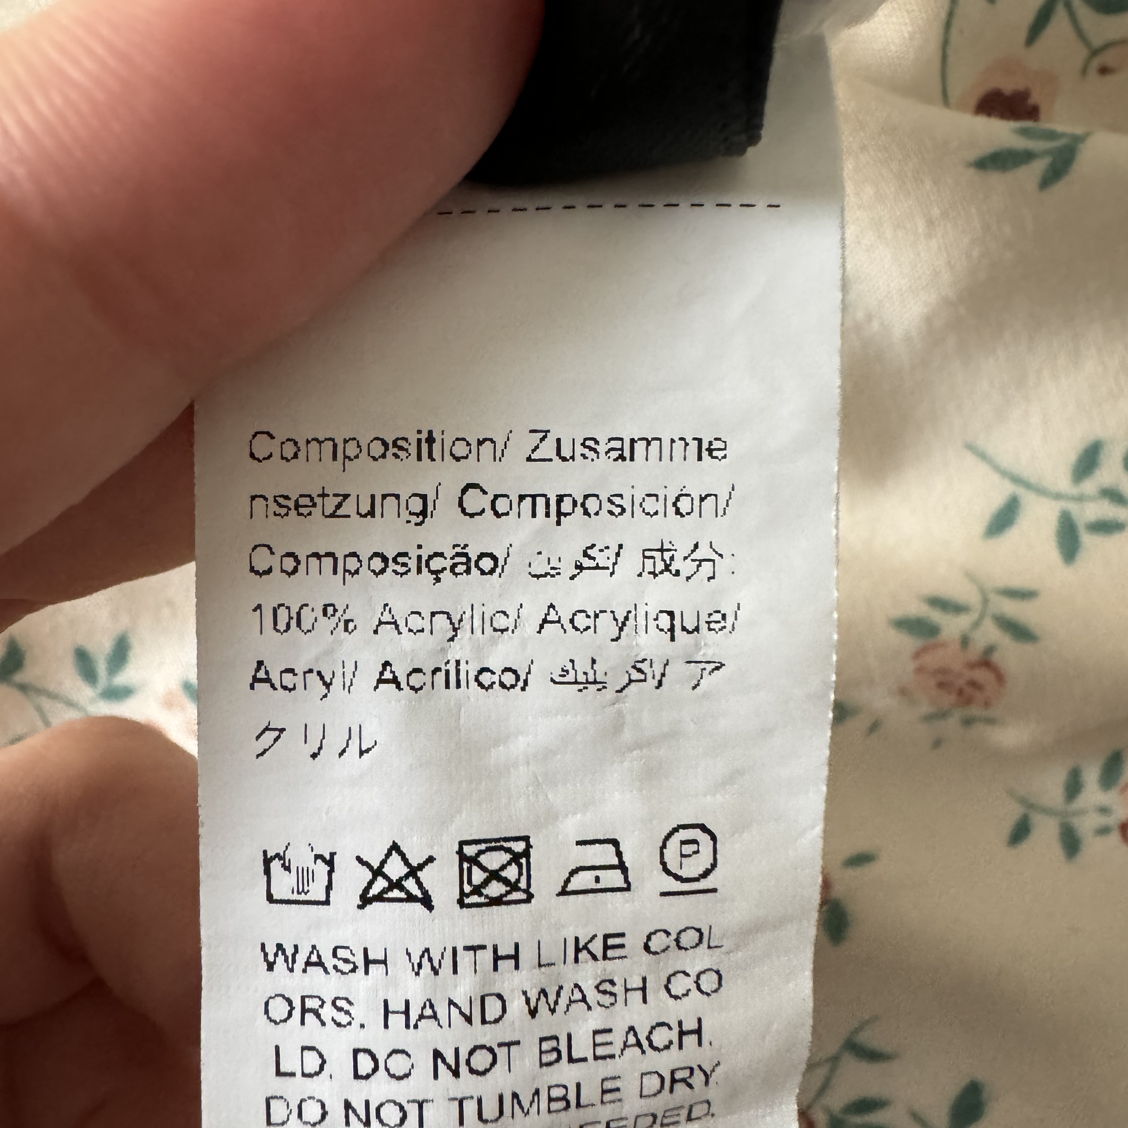 Composition/ Zusamme
nsetzung/ Composición/
Composição/ تكوين/ 成分:
100% Acrylic/ Acrylique/
Acryl/ Acrílico/ اكريليك/ ア
クリル
P
WASH WITH LIKE COL
ORS. HAND WASH CO
LD. DO NOT BLEACH.
DO NOT TUMBLE DRY.